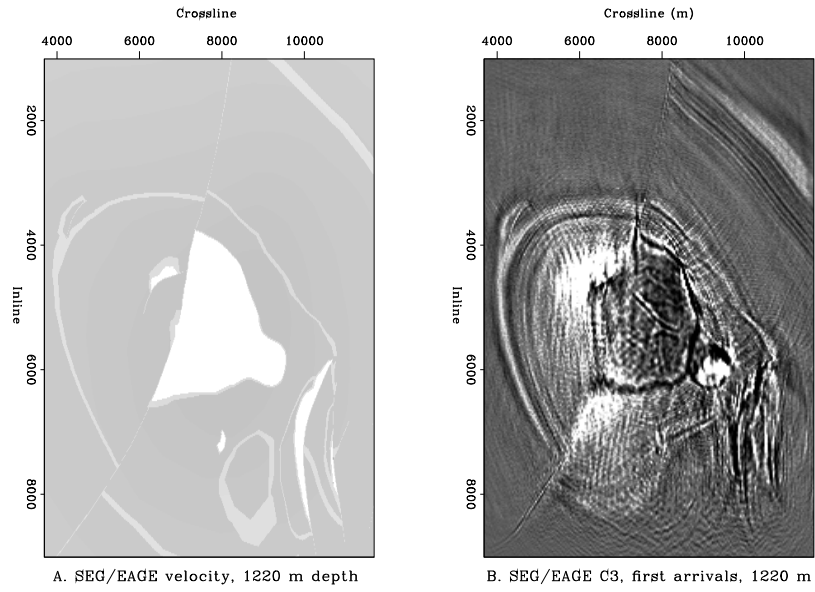 Crossline
4000 6000 8000 10000
2000
4000
Inline
6000
8000
A. SEG/EAGE velocity, 1220 m depth
Crossline (m)
4000 6000 8000 10000
2000
4000
Inline
6000
8000
B. SEG/EAGE C3, first arrivals, 1220 m